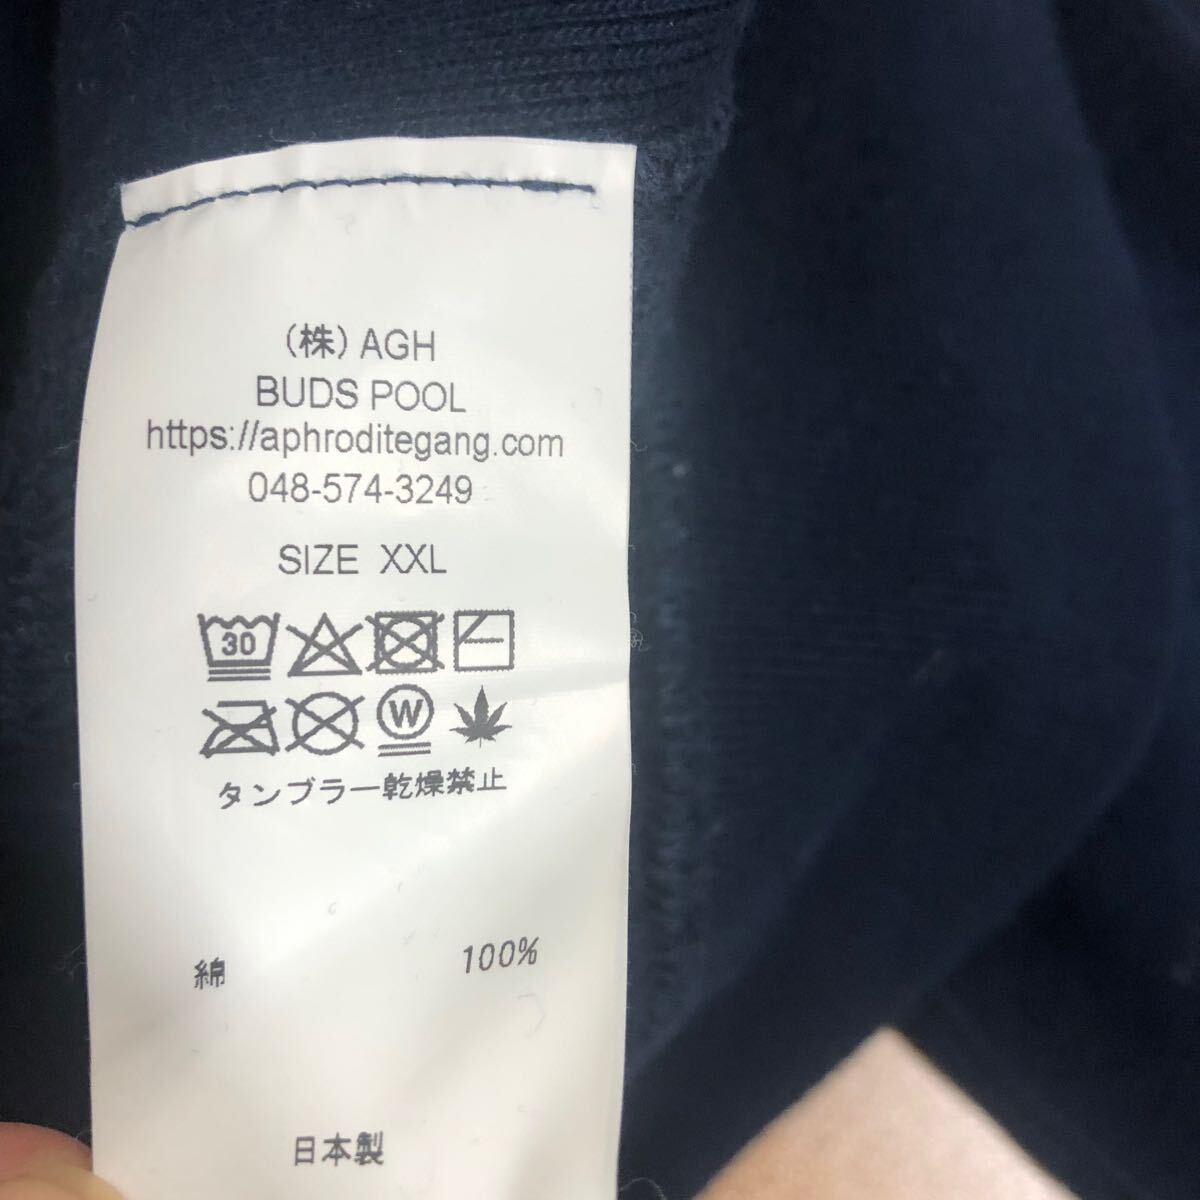 （株）AGH
BUDS POOL
https://aphroditegang.com
048-574-3249
SIZE XXL
30
W
タンブラー乾燥禁止
綿 100%
日本製